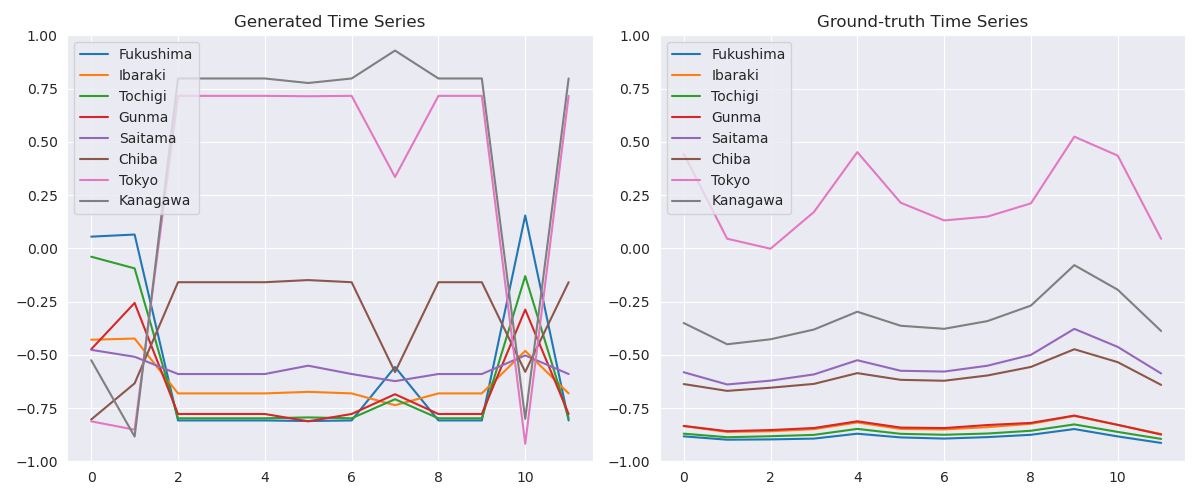 Generated Time Series
1.00
0.75
0.50
0.25
0.00
−0.25
−0.50
−0.75
−1.00
0 2 4 6 8 10
Fukushima
Ibaraki
Tochigi
Gunma
Saitama
Chiba
Tokyo
Kanagawa
Ground-truth Time Series
1.00
0.75
0.50
0.25
0.00
−0.25
−0.50
−0.75
−1.00
0 2 4 6 8 10
Fukushima
Ibaraki
Tochigi
Gunma
Saitama
Chiba
Tokyo
Kanagawa